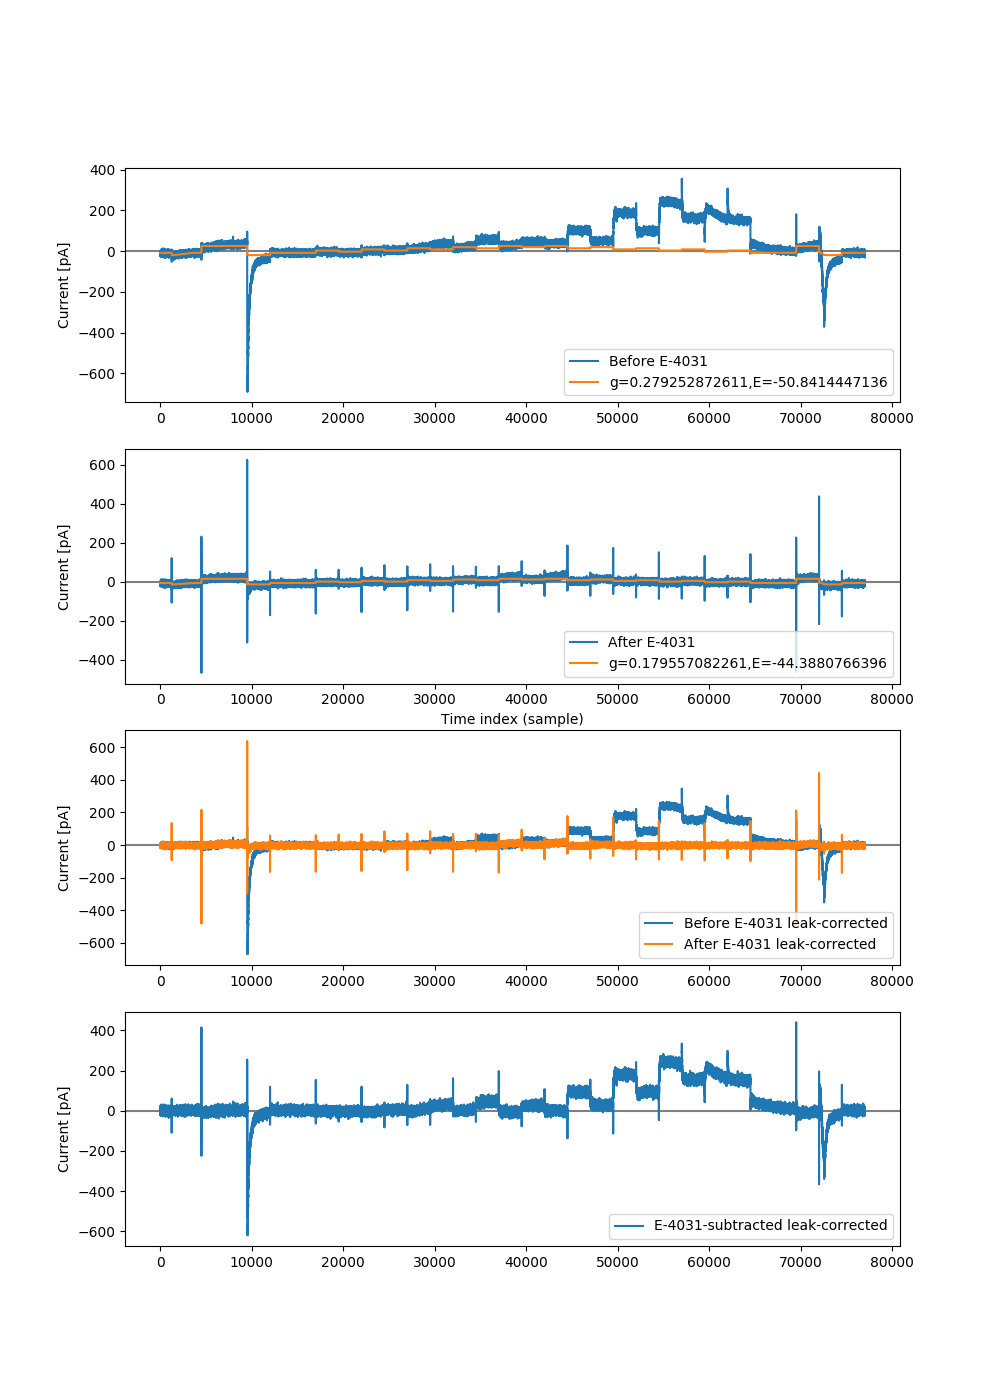 400
200
0
−200
−400
−600
Current [pA]
Before E-4031
g=0.279252872611,E=-50.8414447136
0 10000 20000 30000 40000 50000 60000 70000 80000
600
400
200
0
−200
−400
Current [pA]
After E-4031
g=0.179557082261,E=-44.3880766396
0 10000 20000 30000 40000 50000 60000 70000 80000
Time index (sample)
600
400
200
0
−200
−400
−600
Current [pA]
Before E-4031 leak-corrected
After E-4031 leak-corrected
0 10000 20000 30000 40000 50000 60000 70000 80000
400
200
0
−200
−400
−600
Current [pA]
E-4031-subtracted leak-corrected
0 10000 20000 30000 40000 50000 60000 70000 80000